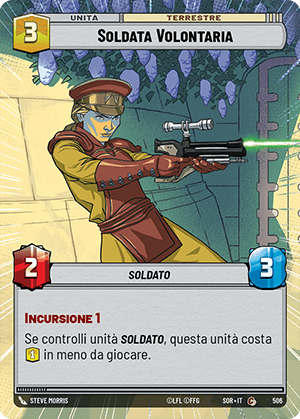 UNITÀ
TERRESTRE
3
SOLDATA VOLONTARIA
2
3
SOLDATO
INCURSIONE 1
Se controlli unità SOLDATO, questa unità costa
1 in meno da giocare.
STEVE MORRIS
©LFL ©FFG
SOR • IT
C
506